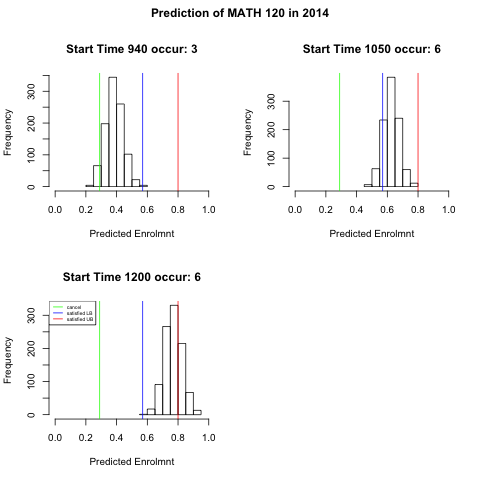 Prediction of MATH 120 in 2014
Start Time 940 occur: 3
Frequency
0 100 200 300
0.0 0.2 0.4 0.6 0.8 1.0
Predicted Enrolmnt
Start Time 1050 occur: 6
Frequency
0 100 200 300
0.0 0.2 0.4 0.6 0.8 1.0
Predicted Enrolmnt
Start Time 1200 occur: 6
cancel
satisfied LB
satisfied UB
Frequency
0 100 200 300
0.0 0.2 0.4 0.6 0.8 1.0
Predicted Enrolmnt